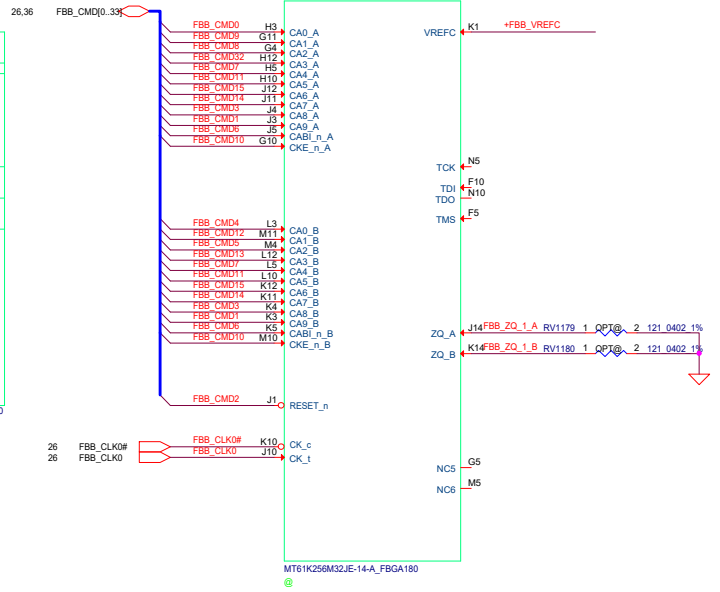 26,36 FBB_CMD[0..33]
FBB_CMD0 H3 CA0_A
FBB_CMD9 G11 CA1_A
FBB_CMD8 G4 CA2_A
FBB_CMD32 H12 CA3_A
FBB_CMD7 H5 CA4_A
FBB_CMD11 H10 CA5_A
FBB_CMD15 J12 CA6_A
FBB_CMD14 J11 CA7_A
FBB_CMD3 J4 CA8_A
FBB_CMD1 J3 CA9_A
FBB_CMD6 J5 CABI_n_A
FBB_CMD10 G10 CKE_n_A
VREFC K1 +FBB_VREFC
TCK N5
TDI F10
TDO N10
TMS F5
FBB_CMD4 L3 CA0_B
FBB_CMD12 M11 CA1_B
FBB_CMD5 M4 CA2_B
FBB_CMD13 L12 CA3_B
FBB_CMD7 L5 CA4_B
FBB_CMD11 L10 CA5_B
FBB_CMD15 K12 CA6_B
FBB_CMD14 K11 CA7_B
FBB_CMD3 K4 CA8_B
FBB_CMD1 K3 CA9_B
FBB_CMD6 K5 CABI_n_B
FBB_CMD10 M10 CKE_n_B
ZQ_A J14 FBB_ZQ_1_A RV1179 1 OPT@ 2 121_0402_1%
ZQ_B K14 FBB_ZQ_1_B RV1180 1 OPT@ 2 121_0402_1%
FBB_CMD2 J1 RESET_n
26 FBB_CLK0# FBB_CLK0# K10 CK_c
26 FBB_CLK0 FBB_CLK0 J10 CK_t
NC5 G5
NC6 M5
MT61K256M32JE-14-A_FBGA180
@